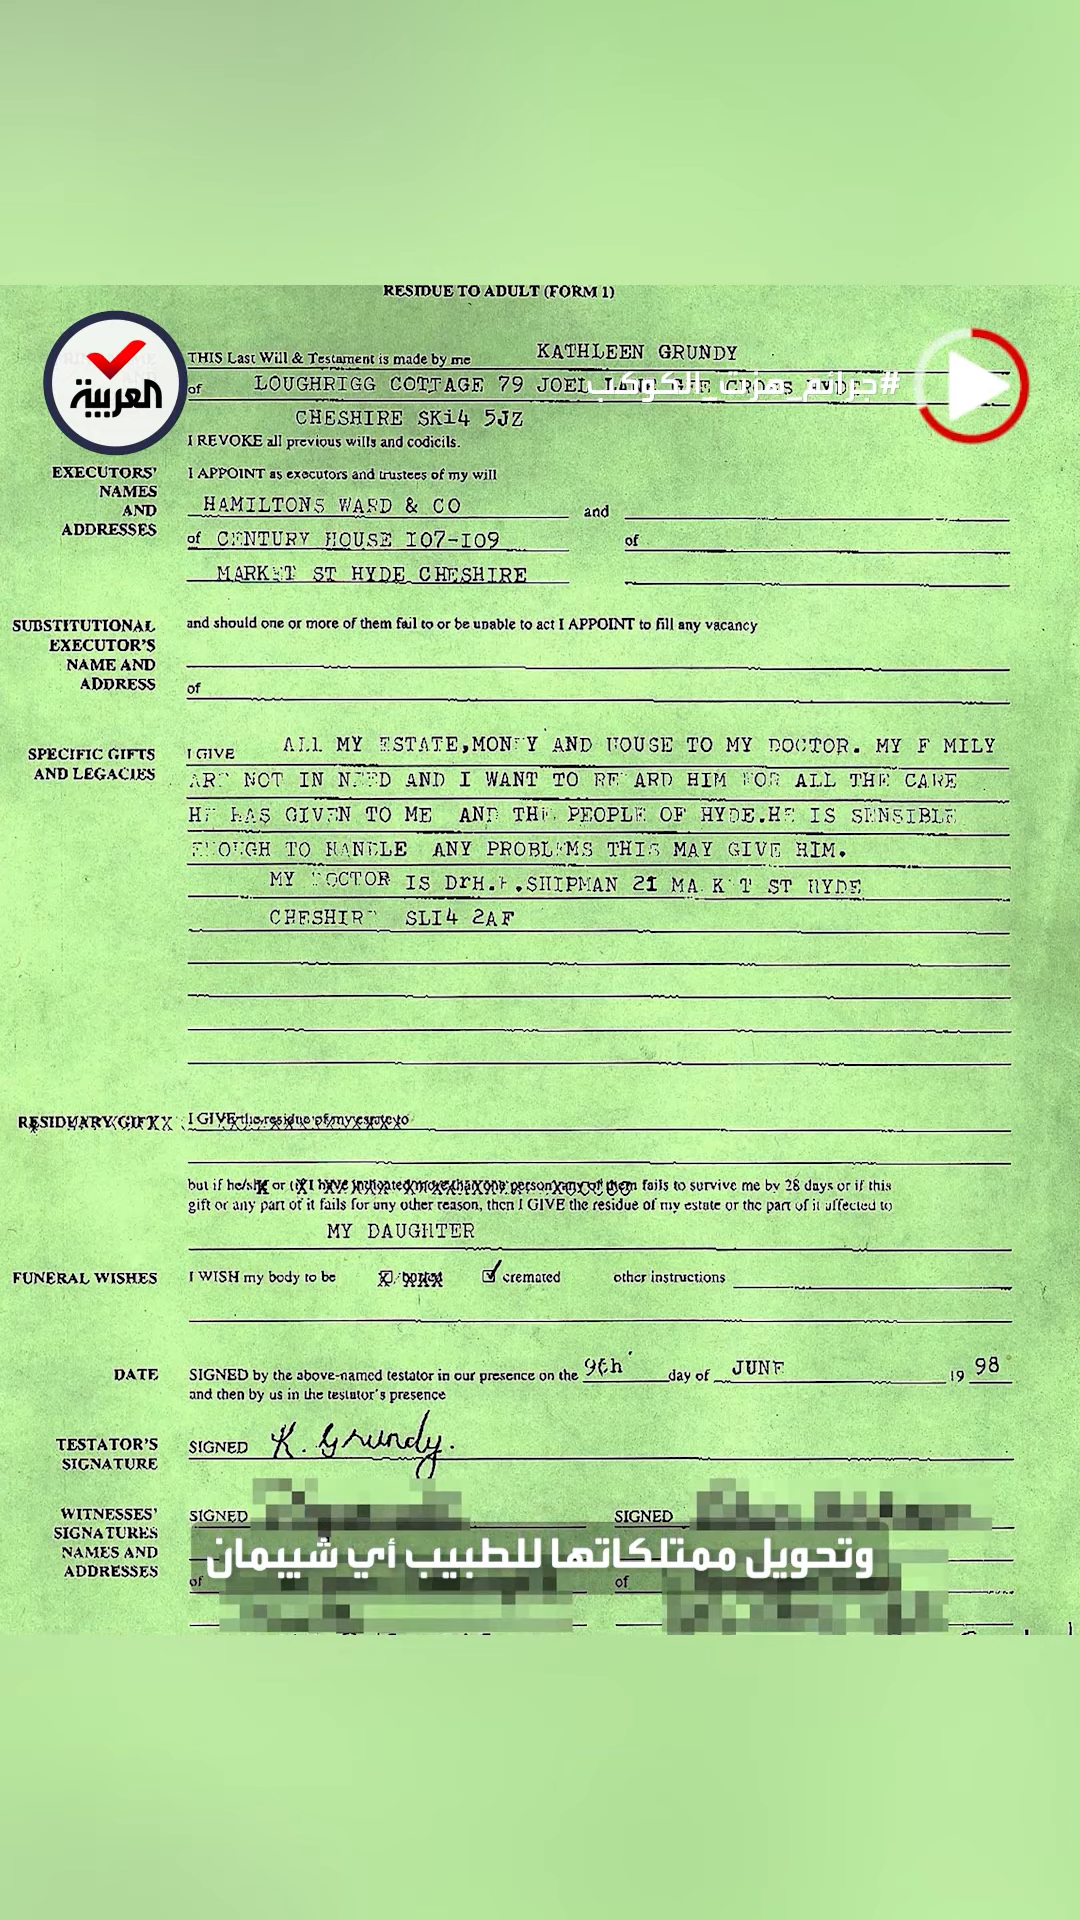 RESIDUE TO ADULT (FORM 1)
العربية
THIS Last Will & Testament is made by me KATHLEEN GRUNDY
of LOUGHRIGG COTTAGE 79 JOEL LANE GEE CROSS HYDE
#جرائم_هزت_الكوكب
CHESHIRE SKi4 5JZ
I REVOKE all previous wills and codicils.
EXECUTORS' NAMES AND ADDRESSES
I APPOINT as executors and trustees of my will
HAMILTONS WARD & CO and
of CENTURY HOUSE I07-I09 of
MARKET ST HYDE CHESHIRE
SUBSTITUTIONAL EXECUTOR'S NAME AND ADDRESS
and should one or more of them fail to or be unable to act I APPOINT to fill any vacancy
of
SPECIFIC GIFTS AND LEGACIES
I GIVE ALL MY ESTATE,MONEY AND HOUSE TO MY DOCTOR. MY F MILY
ARE NOT IN NEED AND I WANT TO RE ARD HIM FOR ALL THE CARE
HE HAS GIVEN TO ME AND THE PEOPLE OF HYDE.HE IS SENSIBLE
ENOUGH TO HANDLE ANY PROBLEMS THIS MAY GIVE HIM.
MY DOCTOR IS DrH.F.SHIPMAN 21 MARKET ST HYDE
CHESHIRE SLI4 2AF
RESIDUARY GIFT
I GIVE the residue of my estate to
but if he/she or (if I have indicated more than one person) any of them fails to survive me by 28 days or if this
gift or any part of it fails for any other reason, then I GIVE the residue of my estate or the part of it affected to
MY DAUGHTER
FUNERAL WISHES I WISH my body to be buried cremated other instructions
DATE SIGNED by the above-named testator in our presence on the 9th day of JUNE 19 98
and then by us in the testator's presence
TESTATOR'S SIGNATURE
SIGNED K. Grundy.
WITNESSES' SIGNATURES NAMES AND ADDRESSES
SIGNED SIGNED
وتحويل ممتلكاتها للطبيب أي شيبمان
of of